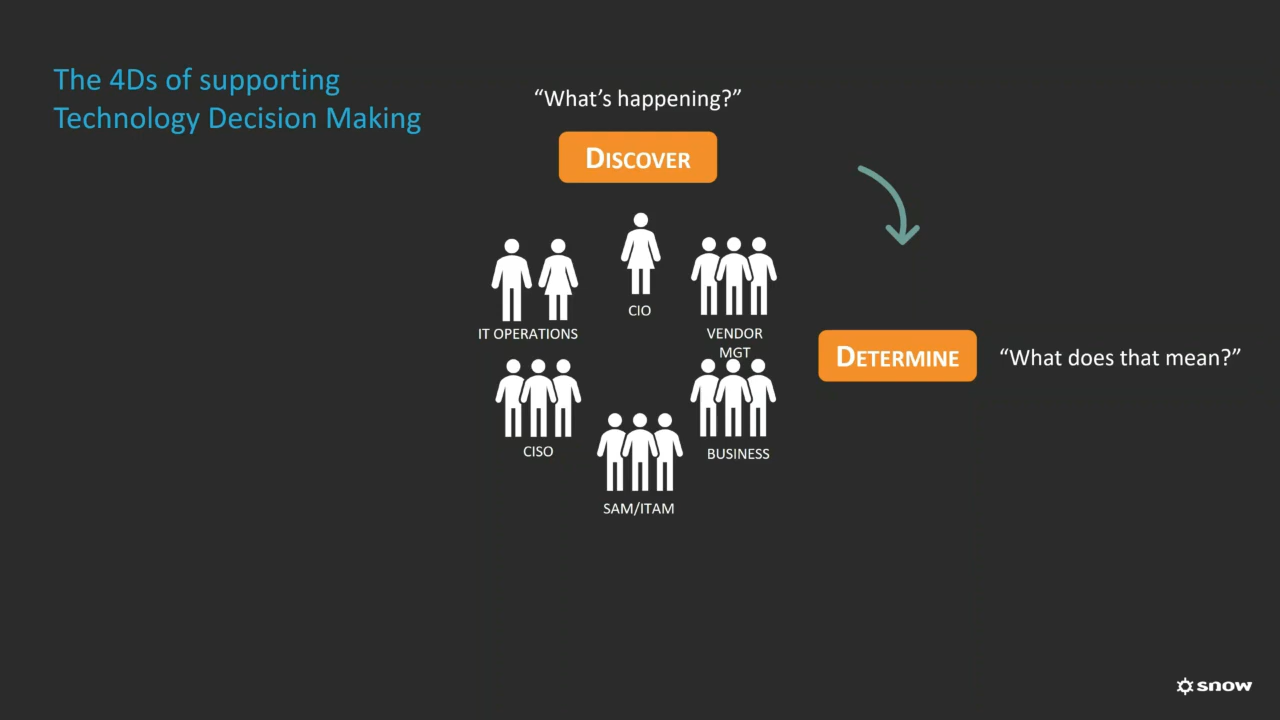 The 4Ds of supporting
Technology Decision Making
“What’s happening?”
DISCOVER
CIO
IT OPERATIONS
VENDOR
MGT
DETERMINE
“What does that mean?”
CISO
BUSINESS
SAM/ITAM
snow